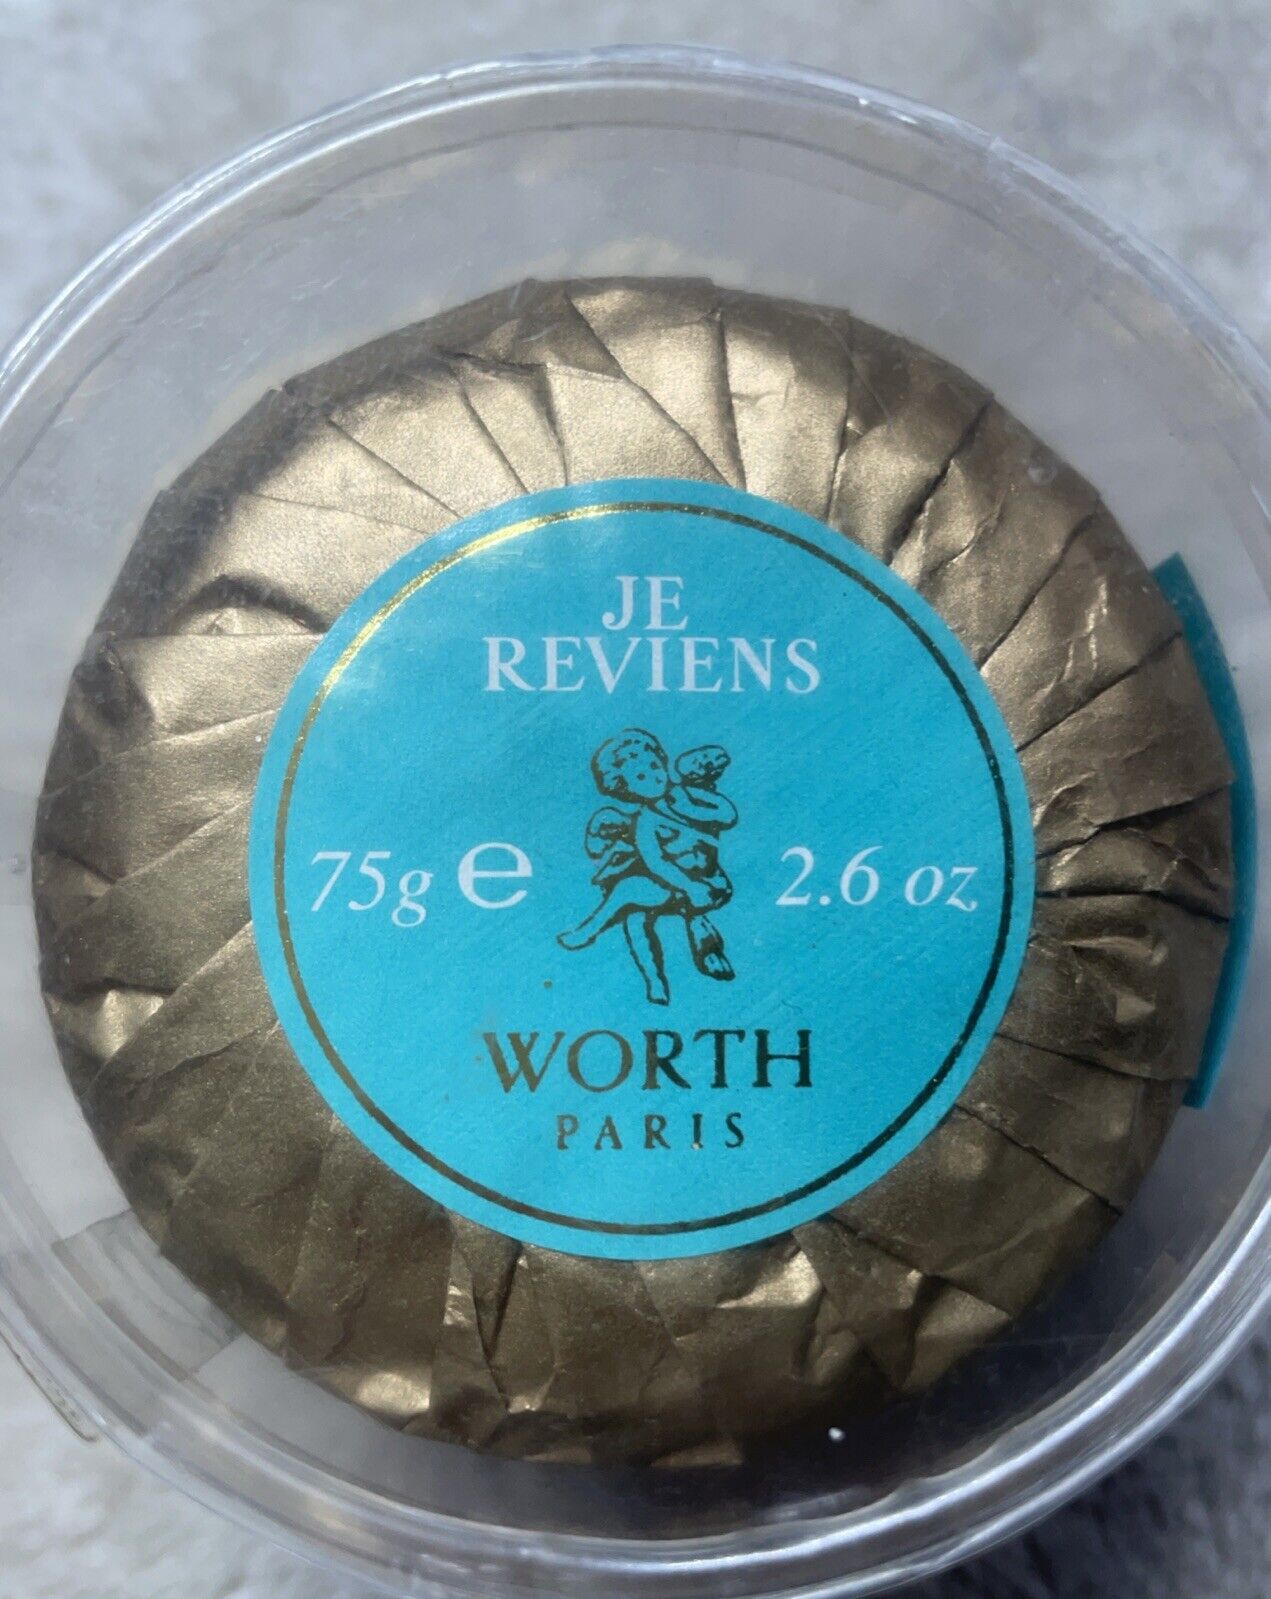 JE
REVIENS
75g e 2.6 oz
WORTH
PARIS